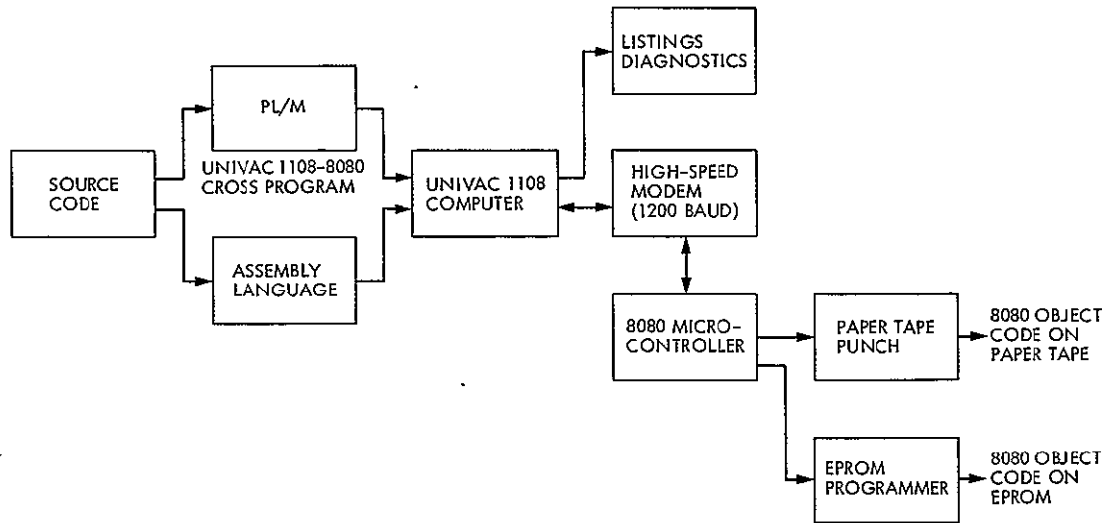 SOURCE
CODE
PL/M
UNIVAC 1108-8080
CROSS PROGRAM
ASSEMBLY
LANGUAGE
UNIVAC 1108
COMPUTER
LISTINGS
DIAGNOSTICS
HIGH-SPEED
MODEM
(1200 BAUD)
8080 MICRO-
CONTROLLER
PAPER TAPE
PUNCH
8080 OBJECT
CODE ON
PAPER TAPE
EPROM
PROGRAMMER
8080 OBJECT
CODE ON
EPROM